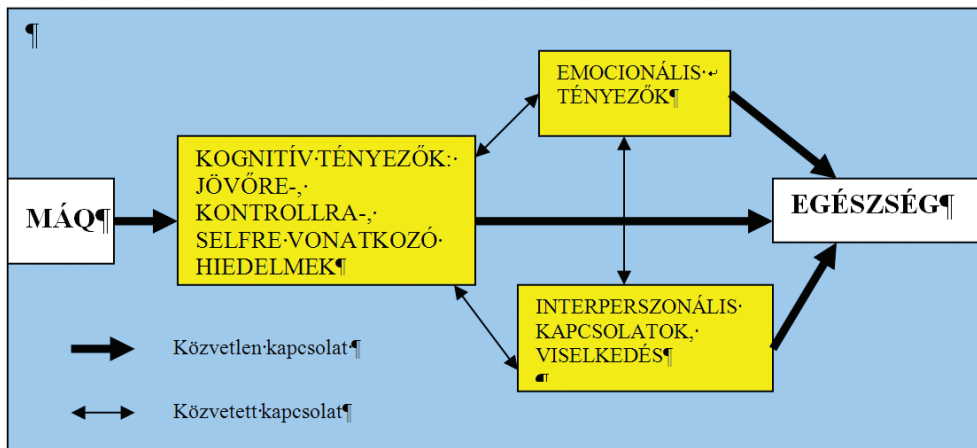 ¶
EMOCIONÁLIS·↵
TÉNYEZŐK¶
KOGNITÍV·TÉNYEZŐK:·
JÖVŐRE-,·
KONTROLLRA-,·
SELFRE·VONATKOZÓ·
HIEDELMEK¶
MÁQ¶
EGÉSZSÉG¶
INTERPERSZONÁLIS·
KAPCSOLATOK,·
VISELKEDÉS¶
¶
Közvetlen·kapcsolat·¶
Közvetett·kapcsolat¶